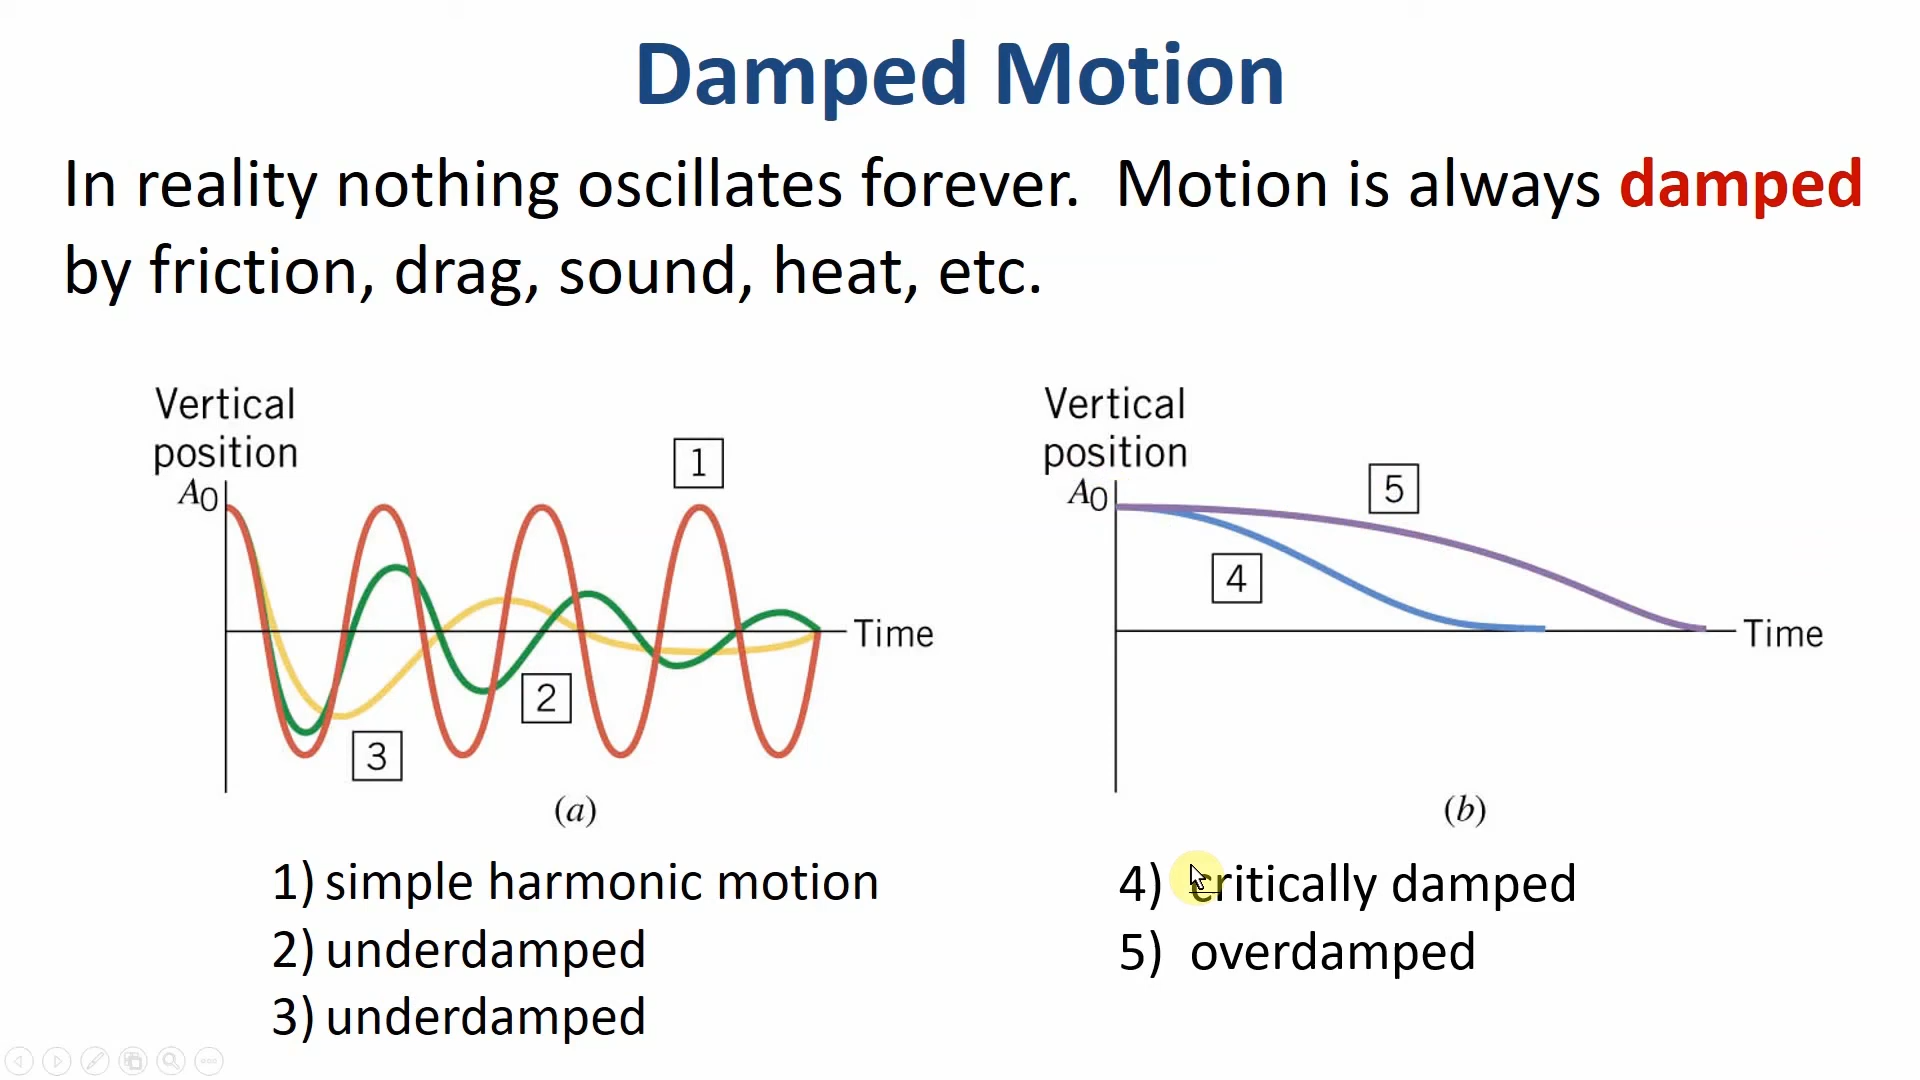 Damped Motion
In reality nothing oscillates forever. Motion is always damped
by friction, drag, sound, heat, etc.
Vertical
position
A0
1
2
3
Time
(a)
Vertical
position
A0
5
4
Time
(b)
1) simple harmonic motion
2) underdamped
3) underdamped
4) critically damped
5) overdamped